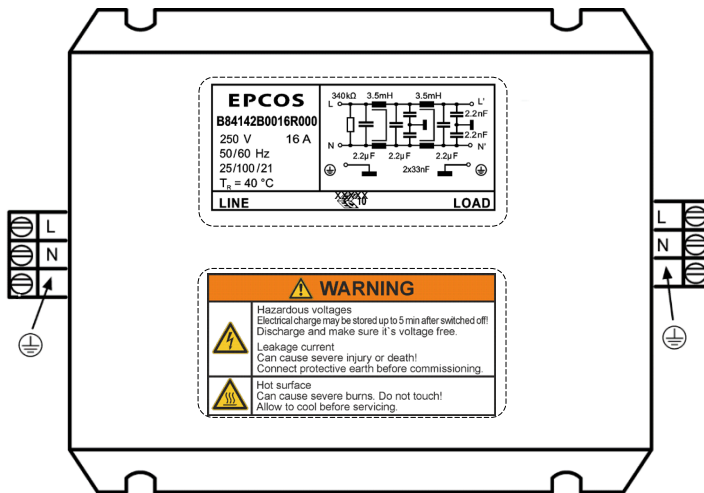 EPCOS
B84142B0016R000
250 V 16 A
50/60 Hz
25/100/21
TR = 40 °C
340kΩ 3.5mH 3.5mH
L L'
2.2nF
2.2nF
N N'
2.2µF 2.2µF 2.2µF
2x33nF
LINE XXXXX 10 LOAD
L
N
L
N
WARNING
Hazardous voltages
Electrical charge may be stored up to 5 min after switched off!
Discharge and make sure it`s voltage free.
Leakage current
Can cause severe injury or death!
Connect protective earth before commissioning.
Hot surface
Can cause severe burns. Do not touch!
Allow to cool before servicing.